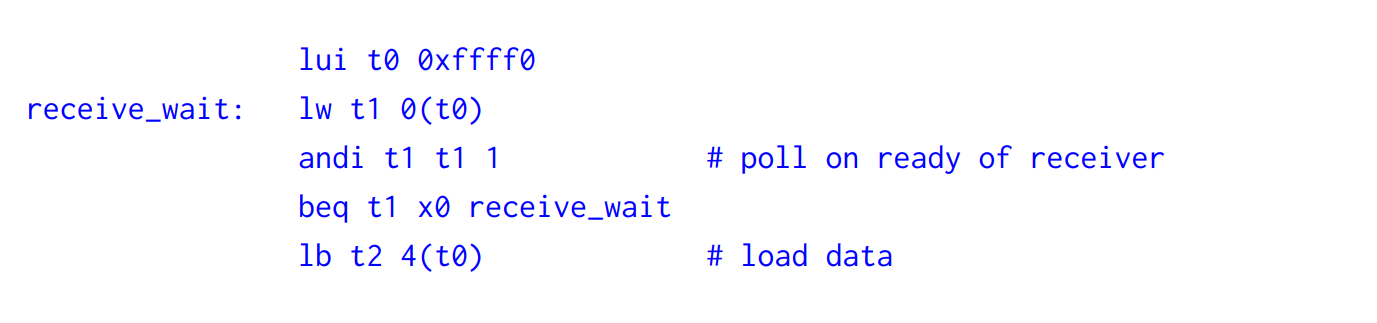 lui t0 0xffff0
receive_wait: lw t1 0(t0)
andi t1 t1 1 # poll on ready of receiver
beq t1 x0 receive_wait
lb t2 4(t0) # load data